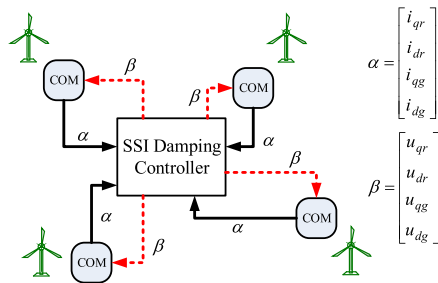 COM
β
β
COM
α
α
SSI Damping
Controller
β
α
β
α
COM
COM
α = [i_qr
i_dr
i_qg
i_dg]
β = [u_qr
u_dr
u_qg
u_dg]